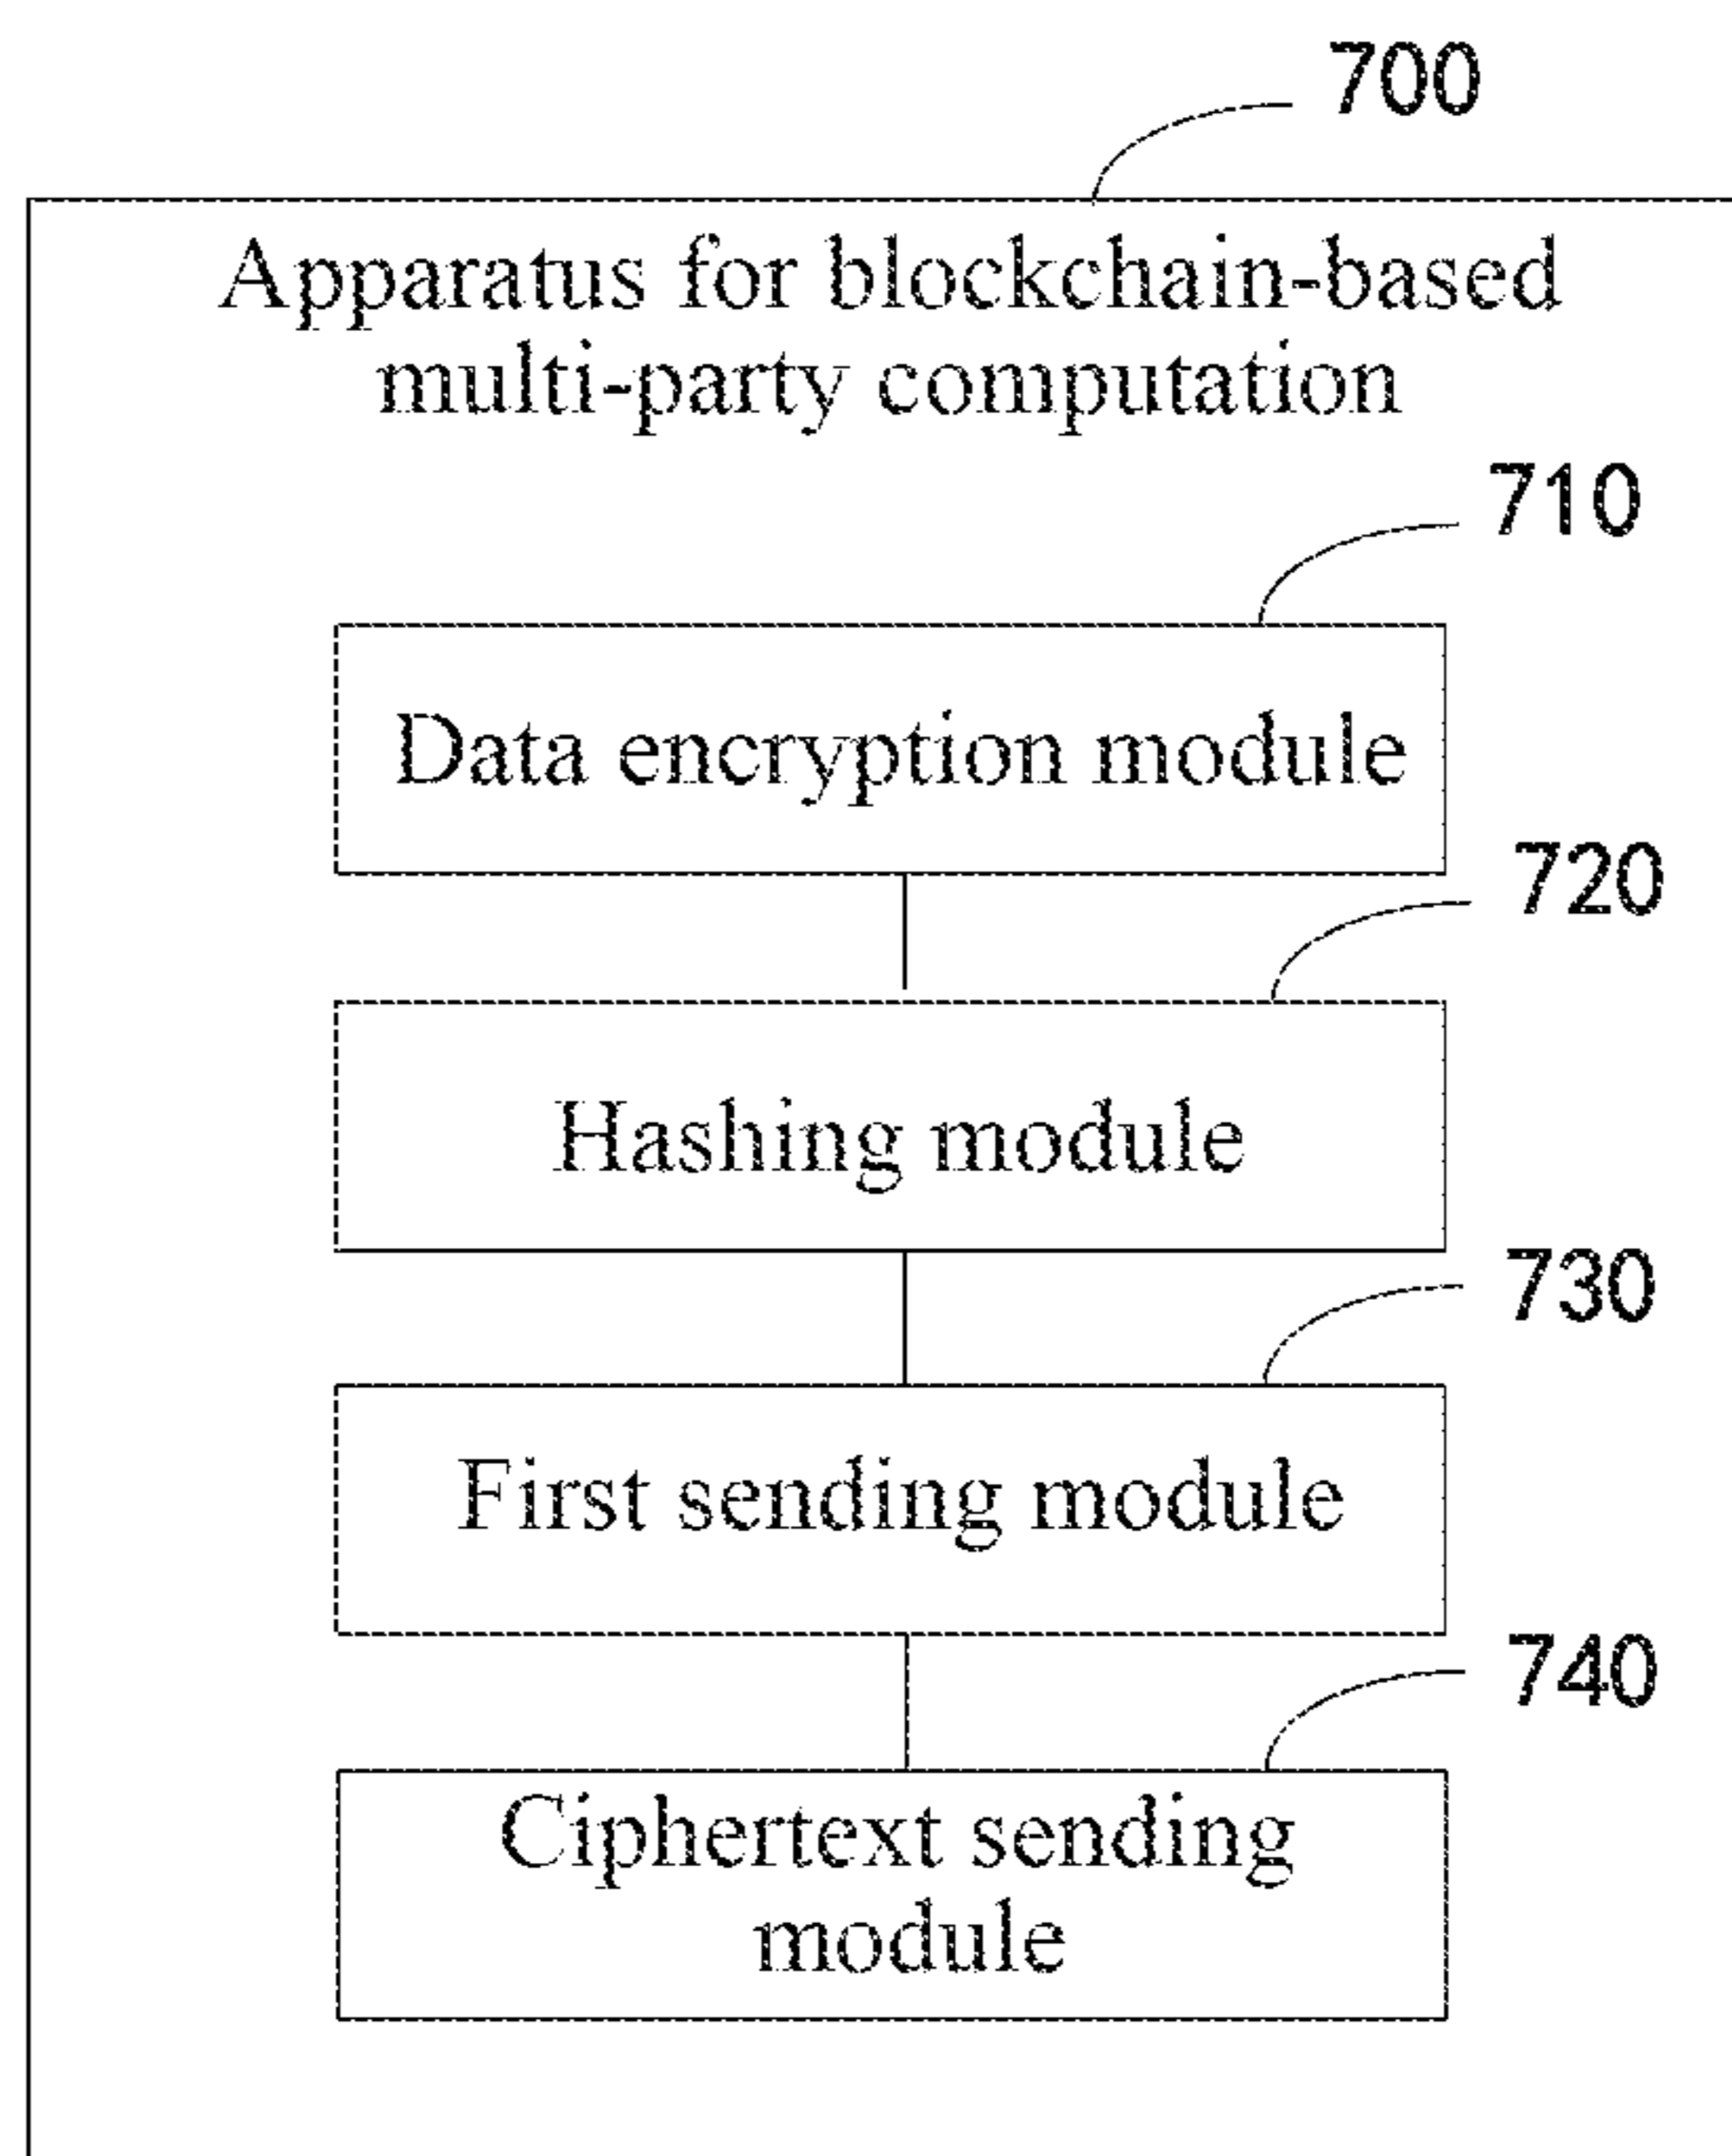 700
Apparatus for blockchain-based
multi-party computation
710
Data encryption module
720
Hashing module
730
First sending module
740
Ciphertext sending
module